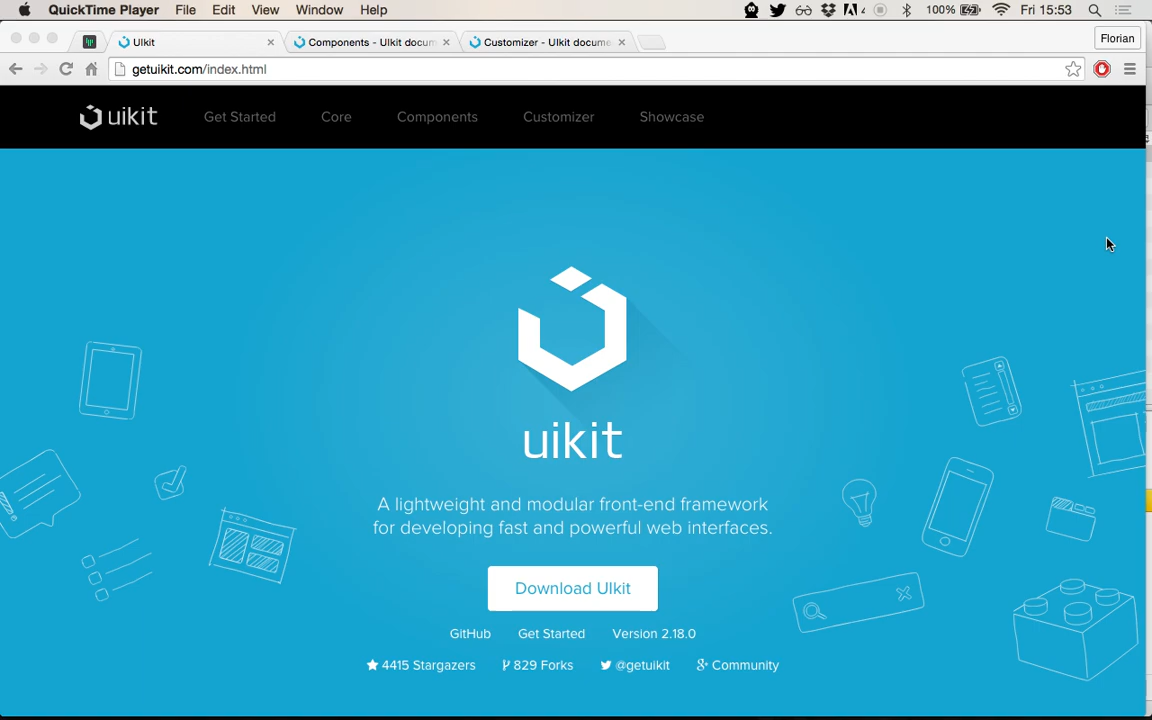 QuickTime Player File Edit View Window Help 4 100% Fri 15:53
UIkit Components - UIkit docum Customizer - UIkit docume Florian
getuikit.com/index.html
uikit Get Started Core Components Customizer Showcase
uikit
A lightweight and modular front-end framework
for developing fast and powerful web interfaces.
Download UIkit
GitHub Get Started Version 2.18.0
4415 Stargazers 829 Forks @getuikit Community